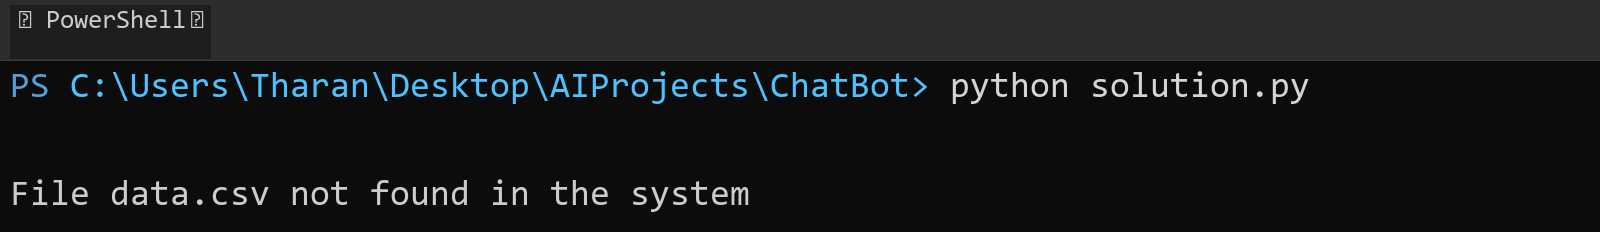 PowerShell
PS C:\Users\Tharan\Desktop\AIProjects\ChatBot> python solution.py
File data.csv not found in the system